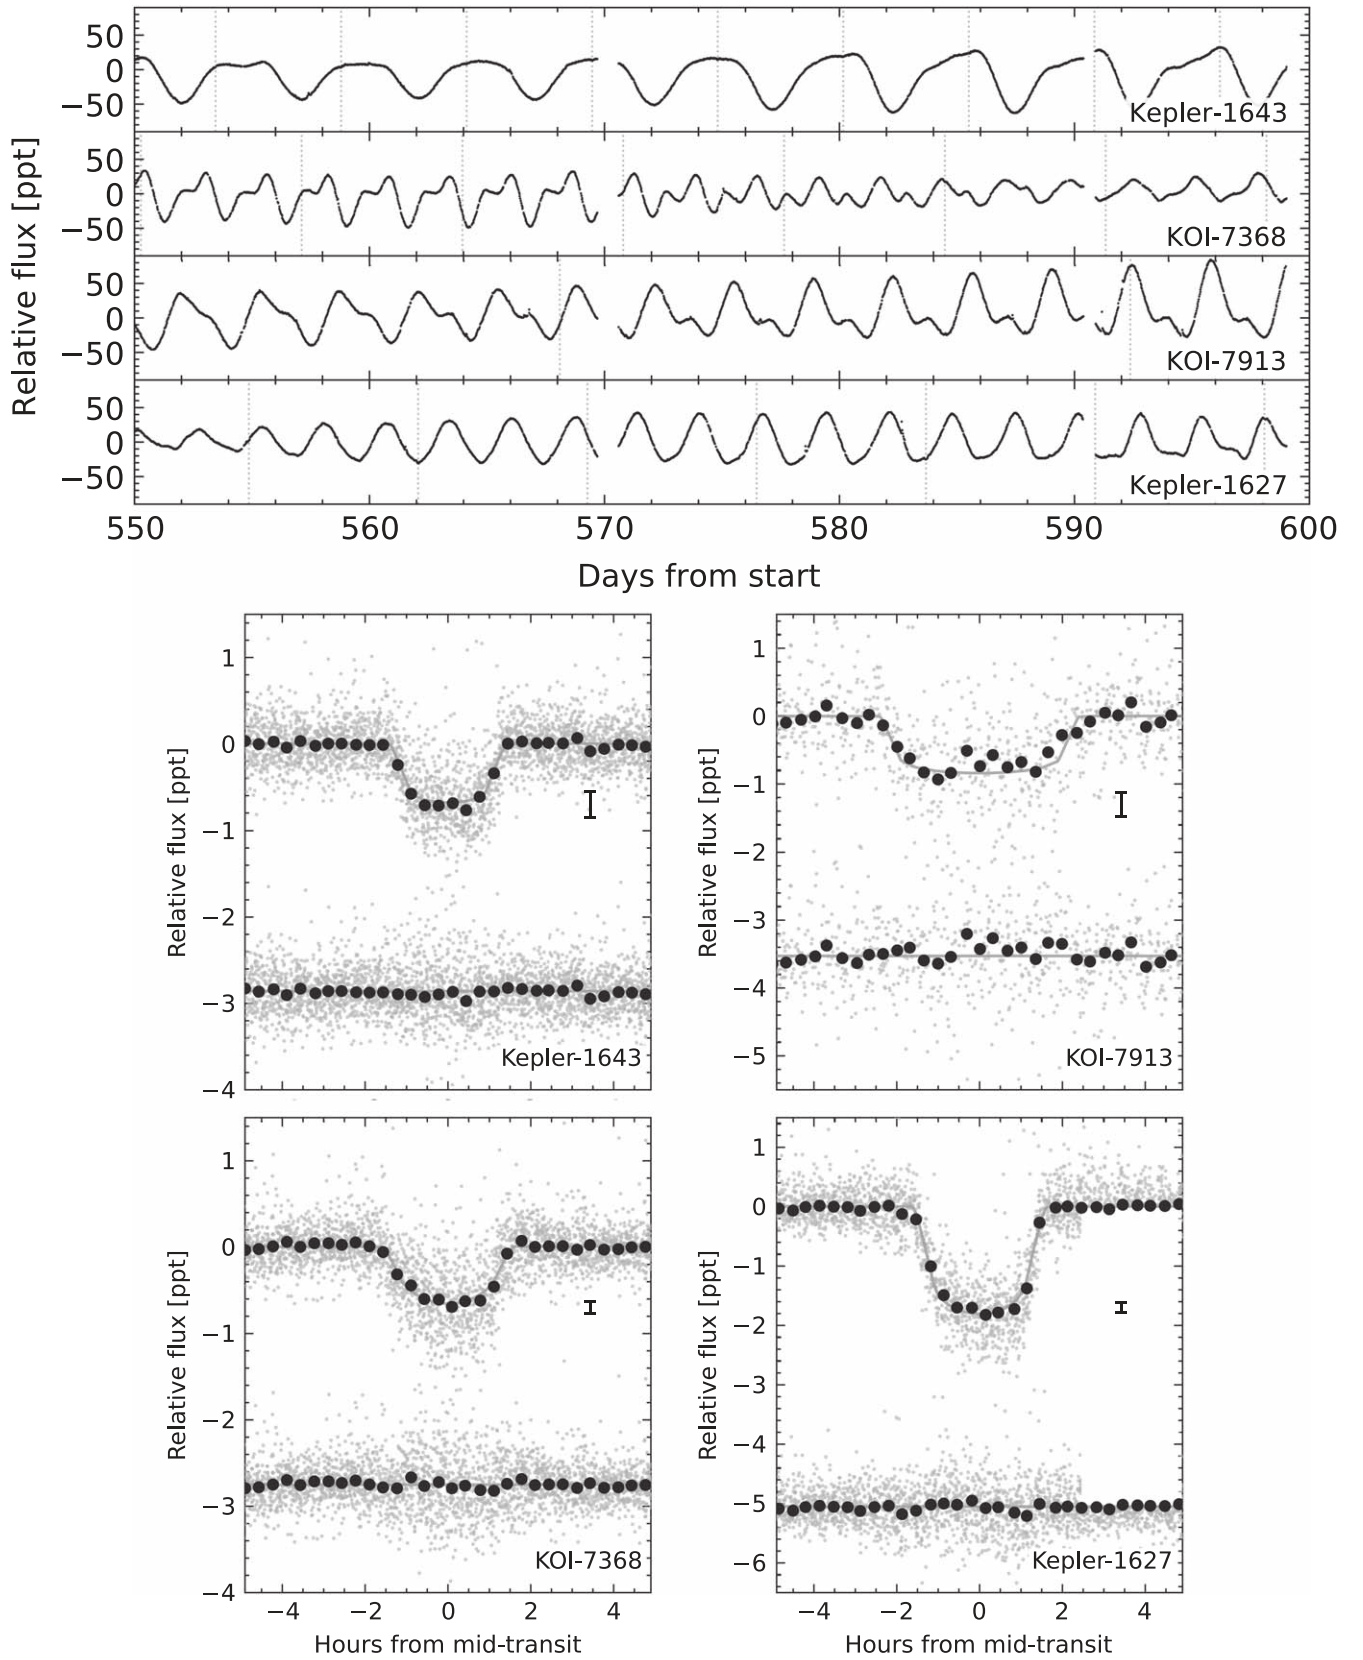 Relative flux [ppt]
50
0
−50
Kepler-1643
50
0
−50
KOI-7368
50
0
−50
KOI-7913
50
0
−50
Kepler-1627
550 560 570 580 590 600
Days from start
Relative flux [ppt]
1
0
−1
−2
−3
−4
Kepler-1643
Relative flux [ppt]
1
0
−1
−2
−3
−4
−5
KOI-7913
Relative flux [ppt]
1
0
−1
−2
−3
−4
KOI-7368
−4 −2 0 2 4
Hours from mid-transit
Relative flux [ppt]
1
0
−1
−2
−3
−4
−5
−6
Kepler-1627
−4 −2 0 2 4
Hours from mid-transit